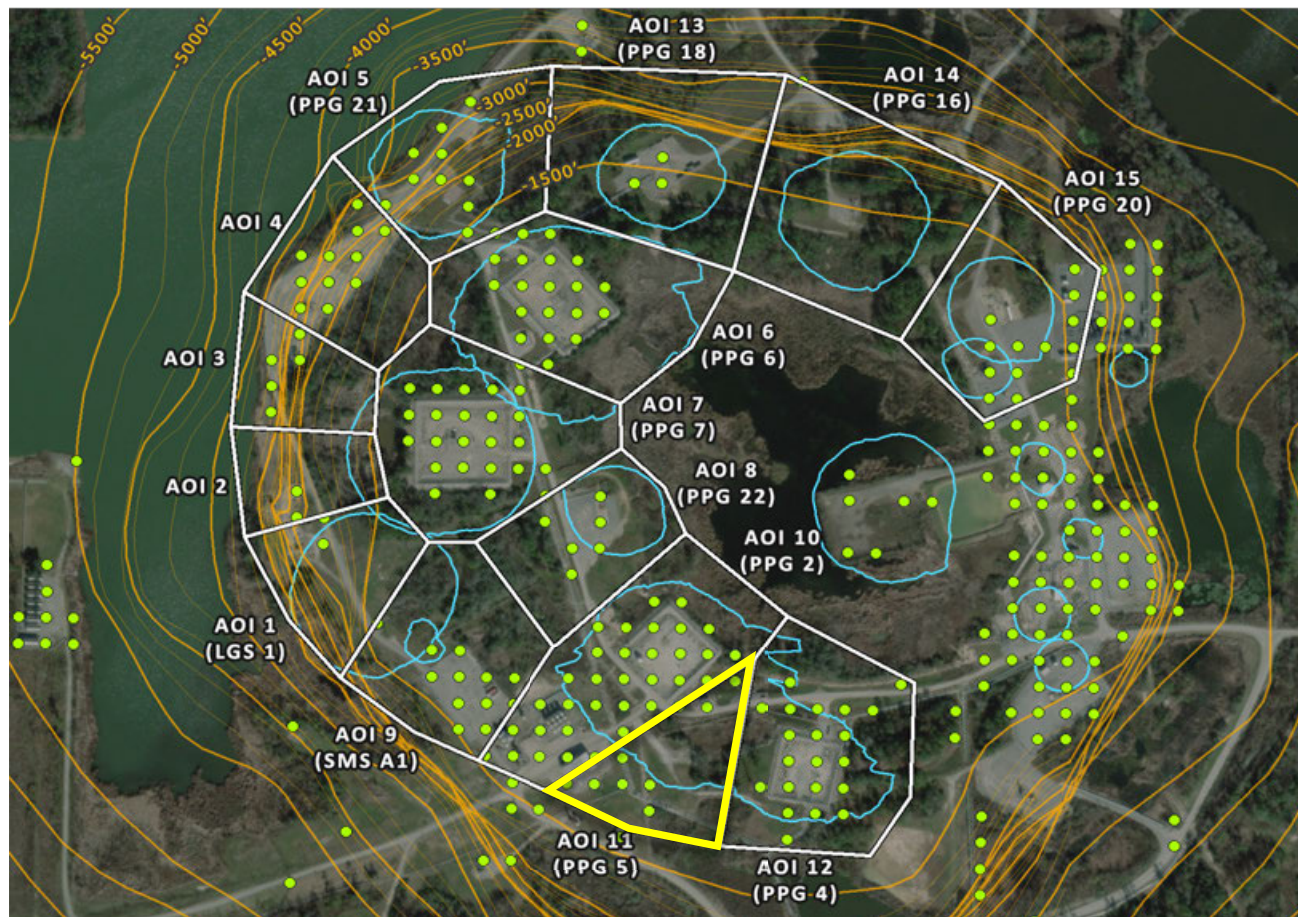 -5500'
-5000'
-4500'
-4000'
-3500'
-3000'
-2500'
-2000'
-1500'
AOI 13
(PPG 18)
AOI 5
(PPG 21)
AOI 14
(PPG 16)
AOI 15
(PPG 20)
AOI 4
AOI 3
AOI 6
(PPG 6)
AOI 7
(PPG 7)
AOI 8
(PPG 22)
AOI 2
AOI 10
(PPG 2)
AOI 1
(LGS 1)
AOI 9
(SMS A1)
AOI 11
(PPG 5)
AOI 12
(PPG 4)